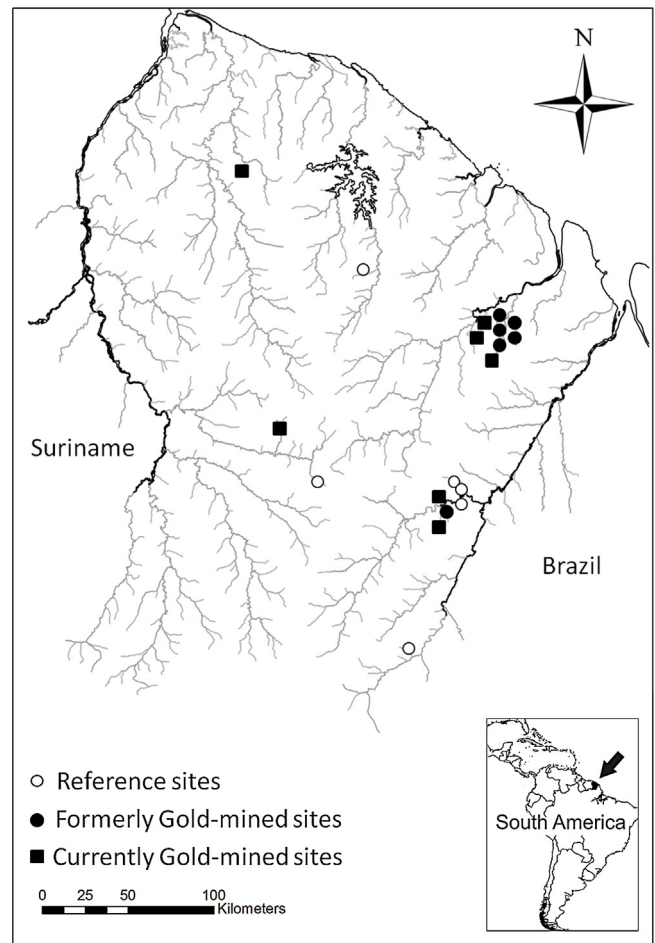 N
Suriname
Brazil
Reference sites
Formerly Gold-mined sites
Currently Gold-mined sites
0 25 50 100
Kilometers
South America